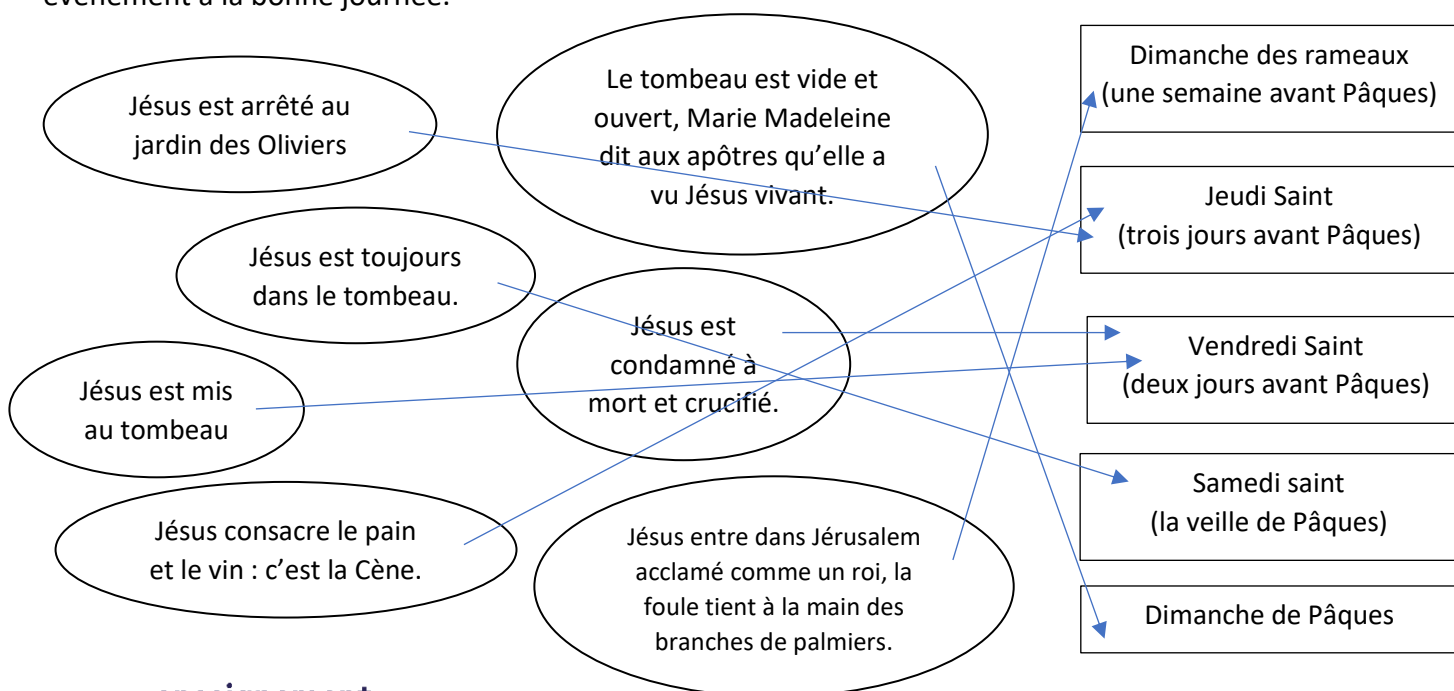 événement à la bonne journée.
Jésus est arrêté au
jardin des Oliviers
Le tombeau est vide et
ouvert, Marie Madeleine
dit aux apôtres qu’elle a
vu Jésus vivant.
Dimanche des rameaux
(une semaine avant Pâques)
Jeudi Saint
(trois jours avant Pâques)
Jésus est toujours
dans le tombeau.
Jésus est
condamné à
mort et crucifié.
Vendredi Saint
(deux jours avant Pâques)
Jésus est mis
au tombeau
Samedi saint
(la veille de Pâques)
Jésus consacre le pain
et le vin : c’est la Cène.
Jésus entre dans Jérusalem
acclamé comme un roi, la
foule tient à la main des
branches de palmiers.
Dimanche de Pâques
enseignement